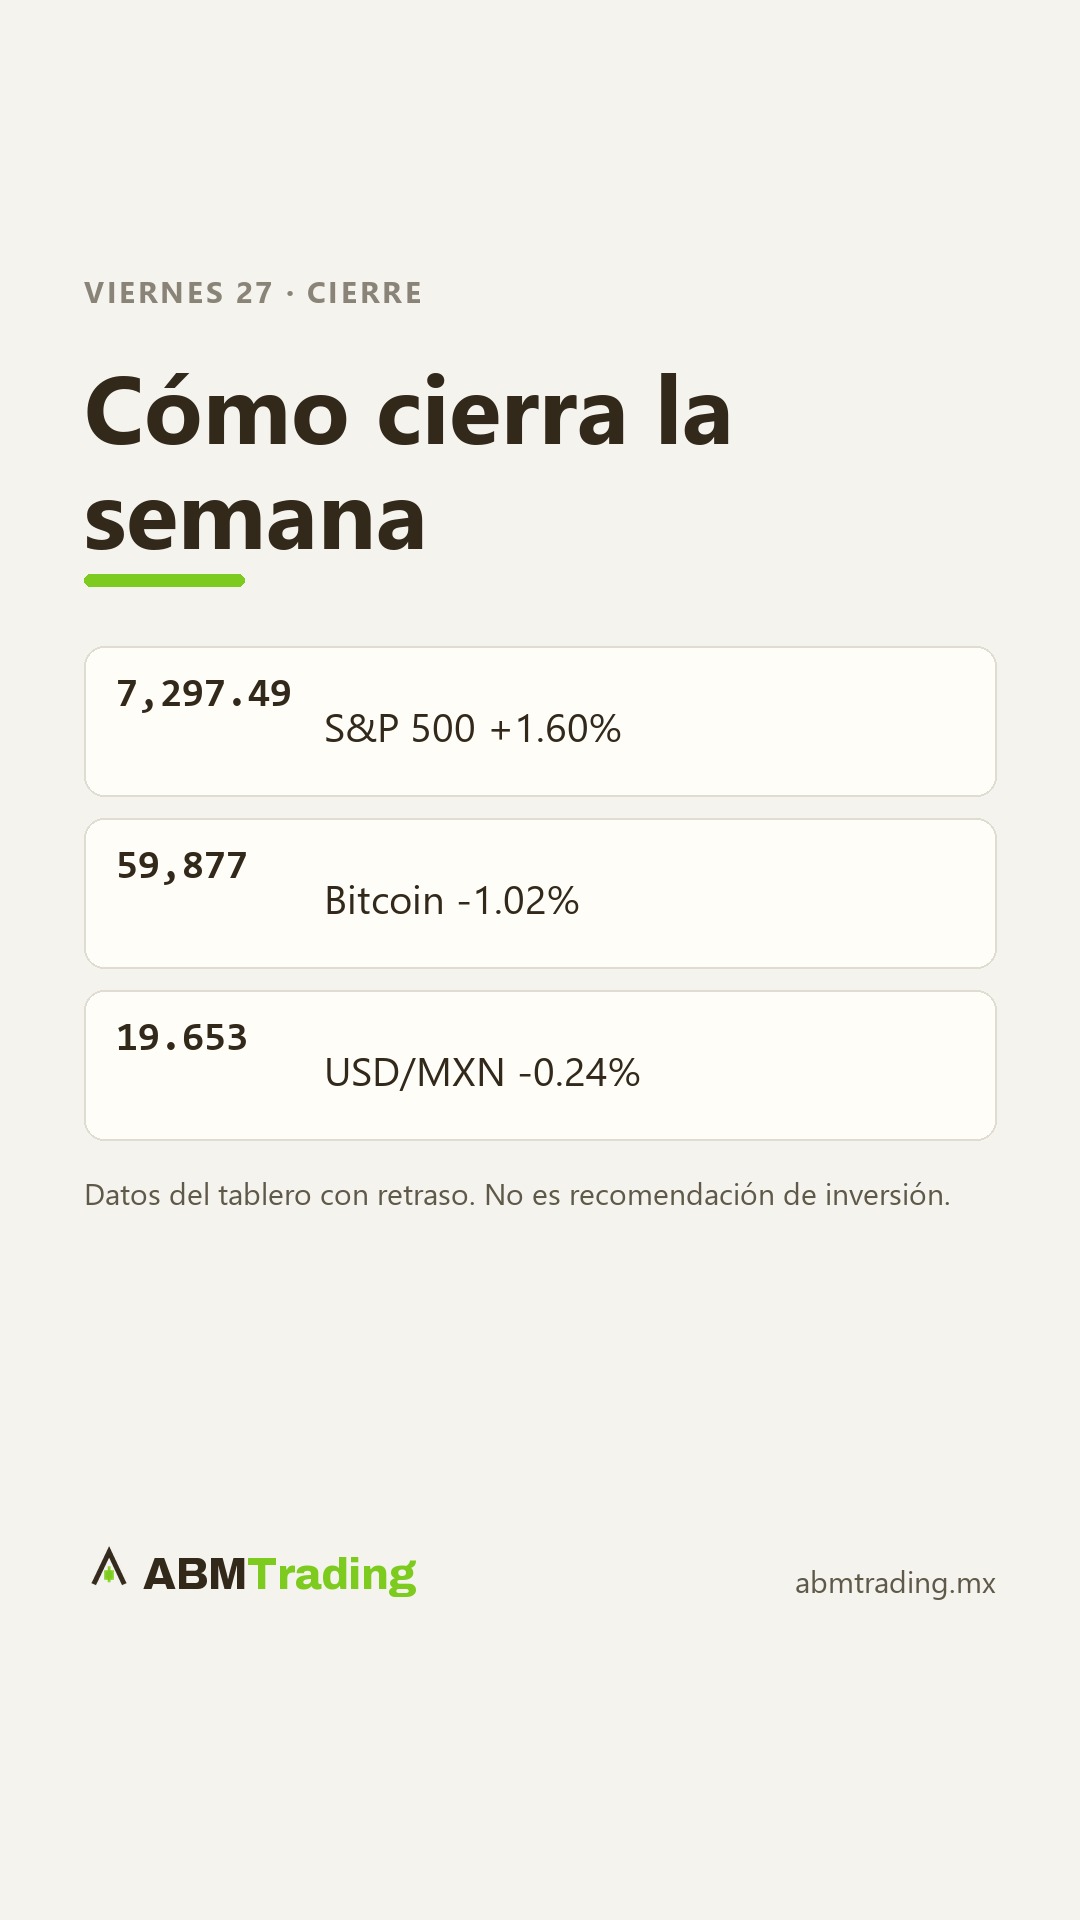 VIERNES 27 · CIERRE
Cómo cierra la
semana
7,297.49
S&P 500 +1.60%
59,877
Bitcoin -1.02%
19.653
USD/MXN -0.24%
Datos del tablero con retraso. No es recomendación de inversión.
ABMTrading
abmtrading.mx